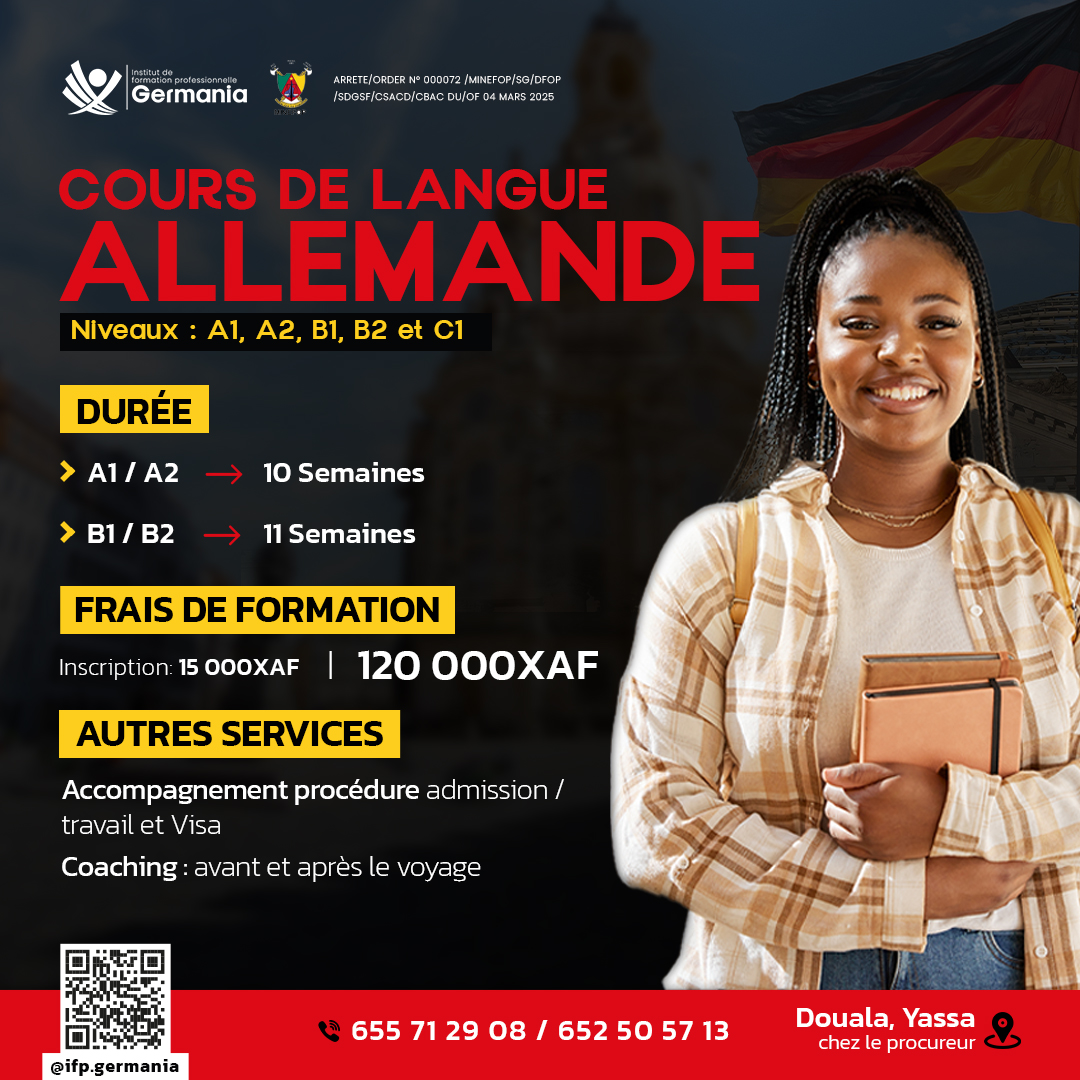 Institut de
formation professionnelle
Germania
ARRETE/ORDER N° 000072 /MINEFOP/SG/DFOP
/SDGSF/CSACD/CBAC DU/OF 04 MARS 2025
COURS DE LANGUE
ALLEMANDE
Niveaux : A1, A2, B1, B2 et C1
DURÉE
A1 / A2 → 10 Semaines
B1 / B2 → 11 Semaines
FRAIS DE FORMATION
Inscription: 15 000XAF | 120 000XAF
AUTRES SERVICES
Accompagnement procédure admission /
travail et Visa
Coaching : avant et après le voyage
@ifp.germania
655 71 29 08 / 652 50 57 13
Douala, Yassa
chez le procureur